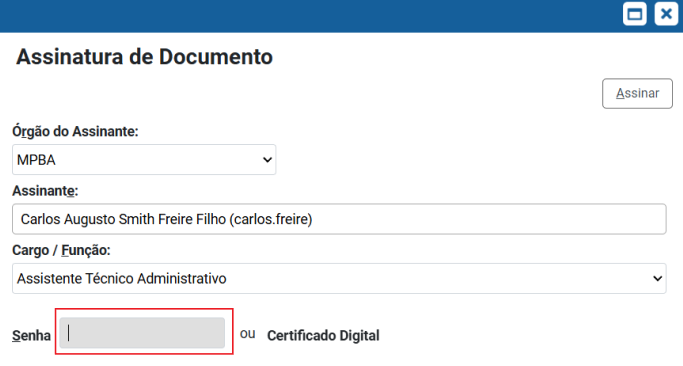 Assinatura de Documento
Assinar
Órgão do Assinante:
MPBA
Assinante:
Carlos Augusto Smith Freire Filho (carlos.freire)
Cargo / Função:
Assistente Técnico Administrativo
Senha ou Certificado Digital